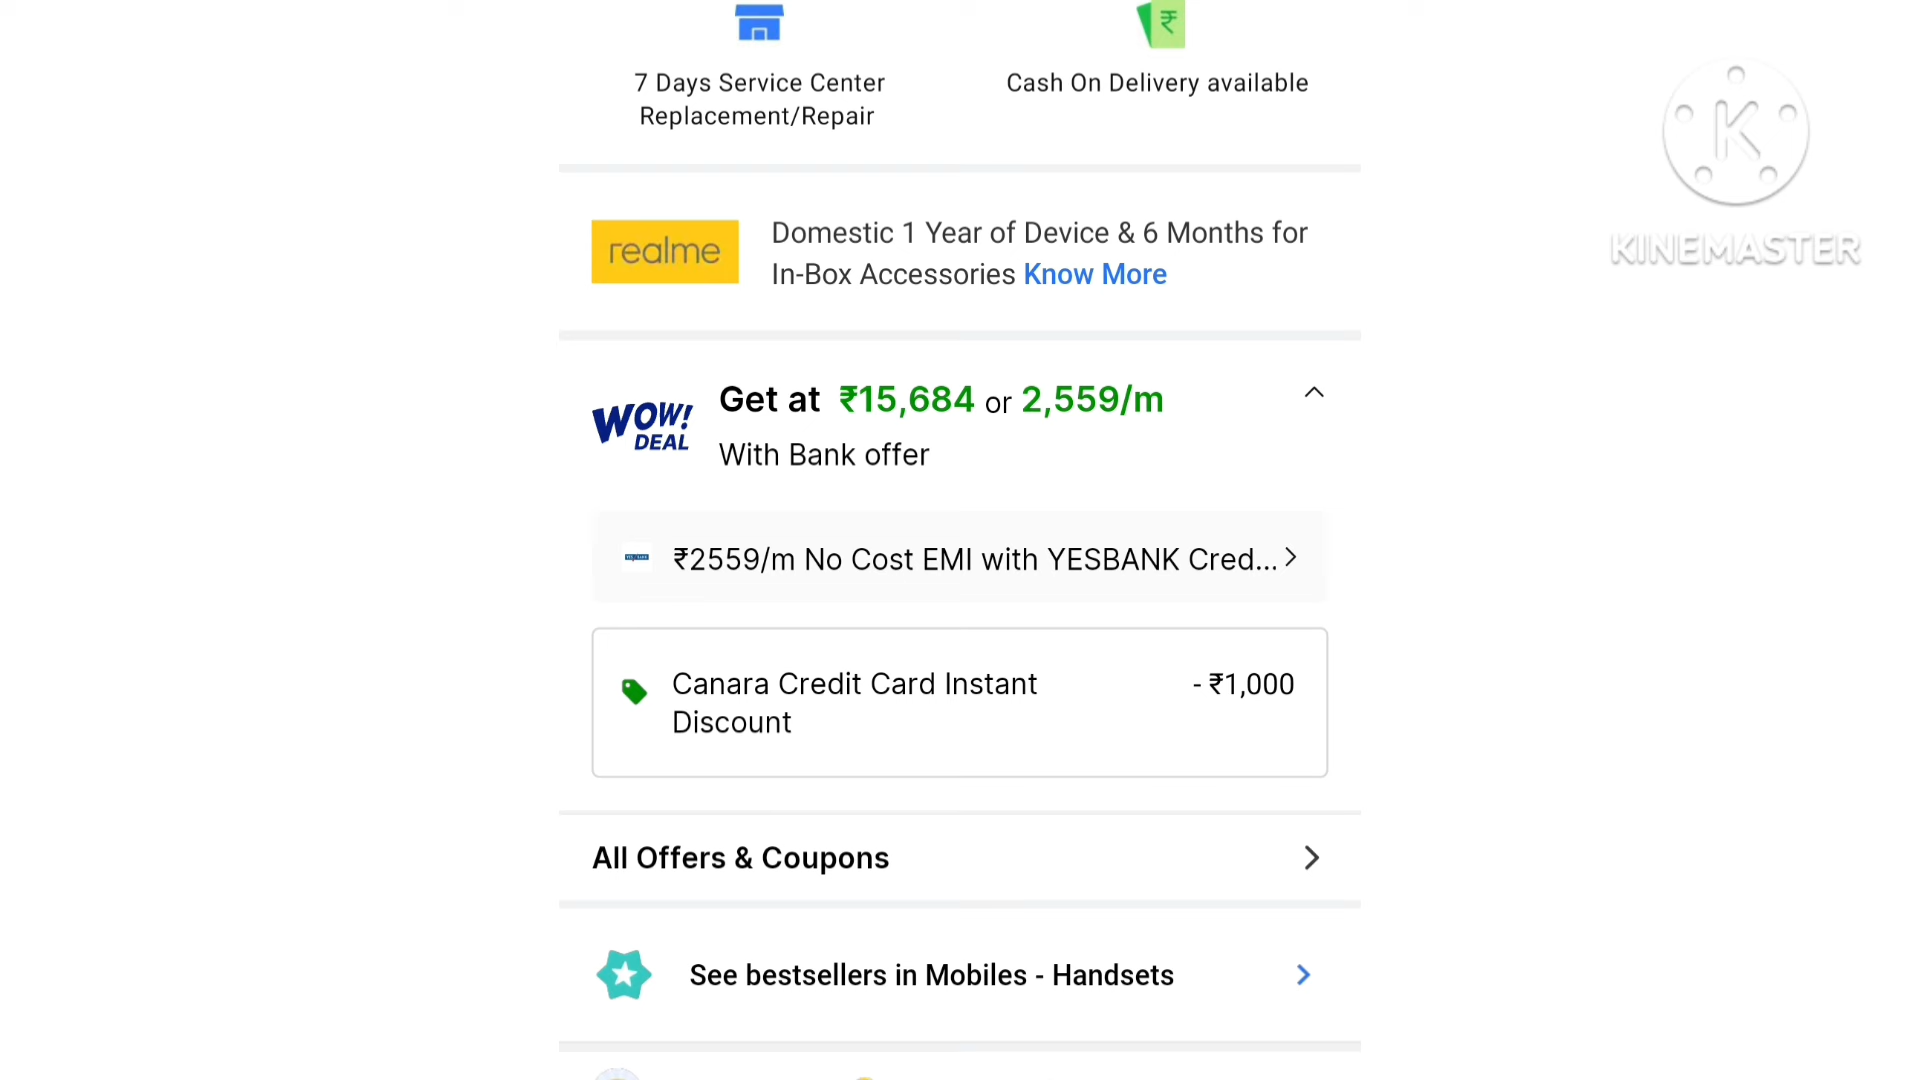 7 Days Service Center
Replacement/Repair
₹
Cash On Delivery available
K
KINEMASTER
realme
Domestic 1 Year of Device & 6 Months for
In-Box Accessories Know More
WOW!
DEAL
Get at ₹15,684 or 2,559/m
With Bank offer
₹2559/m No Cost EMI with YESBANK Cred...
Canara Credit Card Instant
Discount
- ₹1,000
All Offers & Coupons
See bestsellers in Mobiles - Handsets